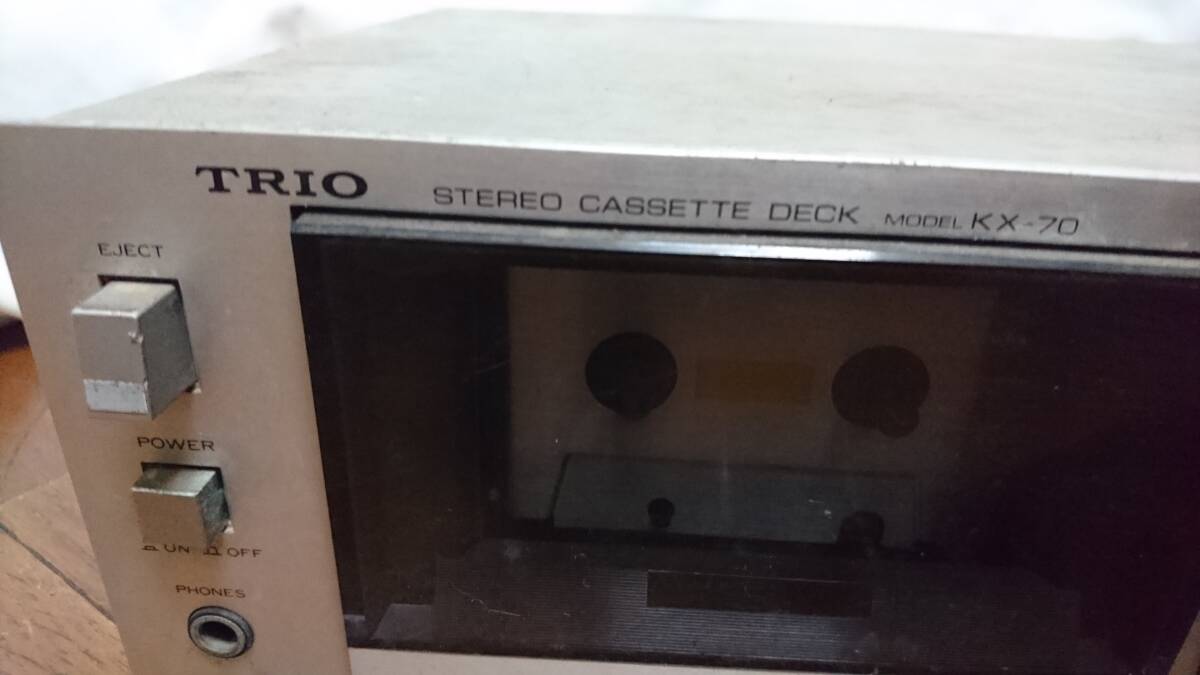 TRIO STEREO CASSETTE DECK MODEL KX-70
EJECT
POWER
ON OFF
PHONES